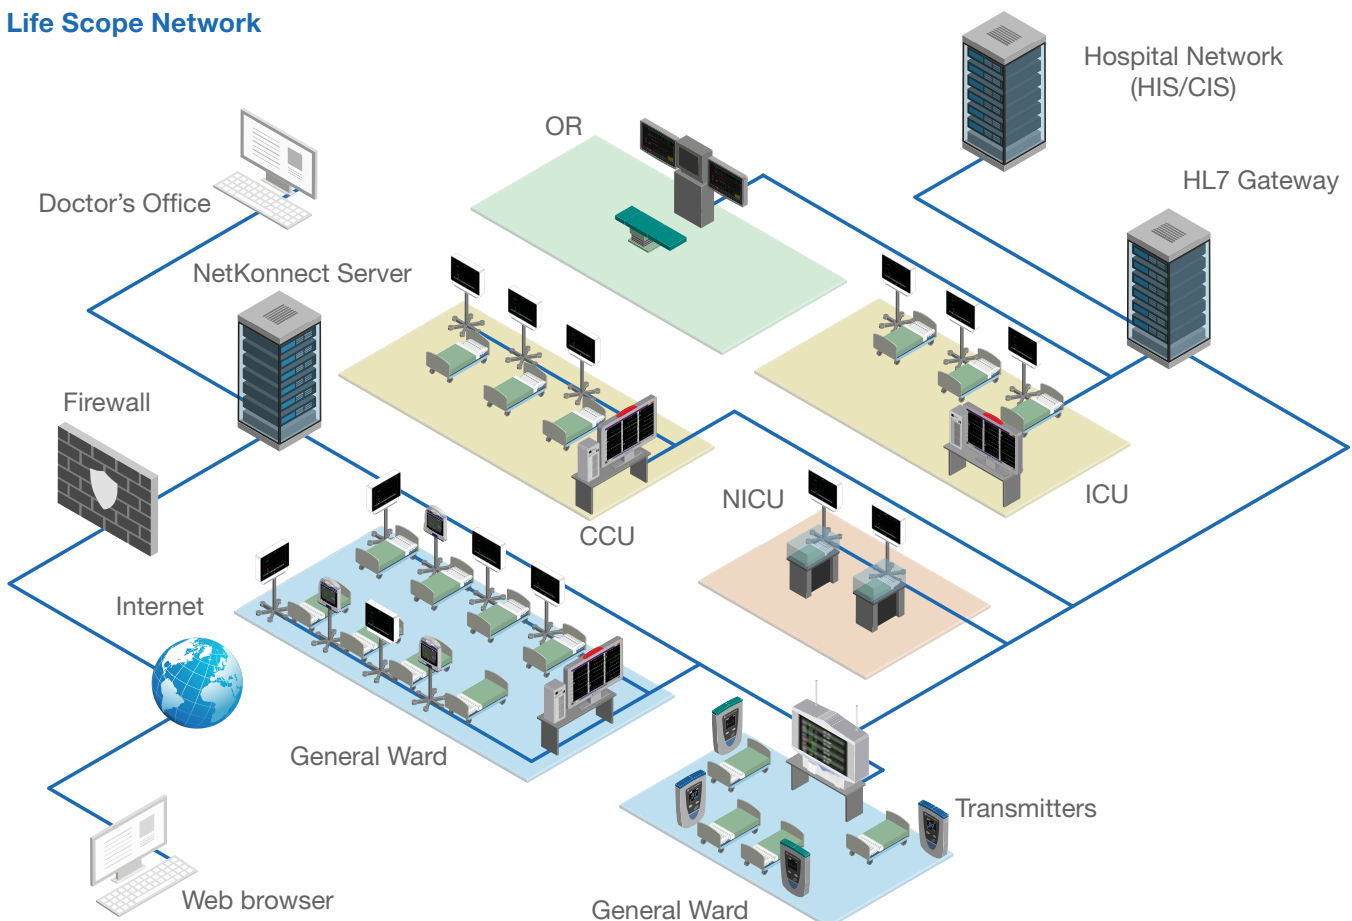 Life Scope Network
Hospital Network
(HIS/CIS)
OR
HL7 Gateway
Doctor’s Office
NetKonnect Server
Firewall
NICU
ICU
CCU
Internet
General Ward
Transmitters
Web browser
General Ward